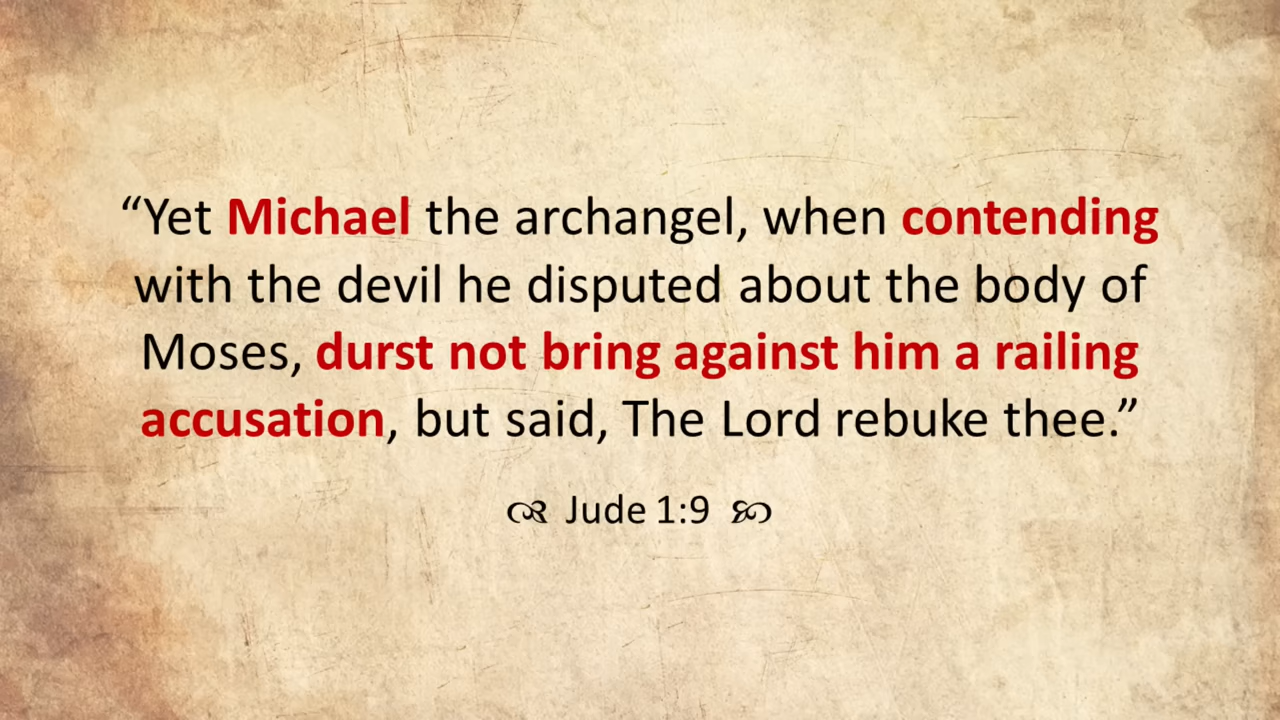 “Yet Michael the archangel, when contending
with the devil he disputed about the body of
Moses, durst not bring against him a railing
accusation, but said, The Lord rebuke thee.”
Jude 1:9